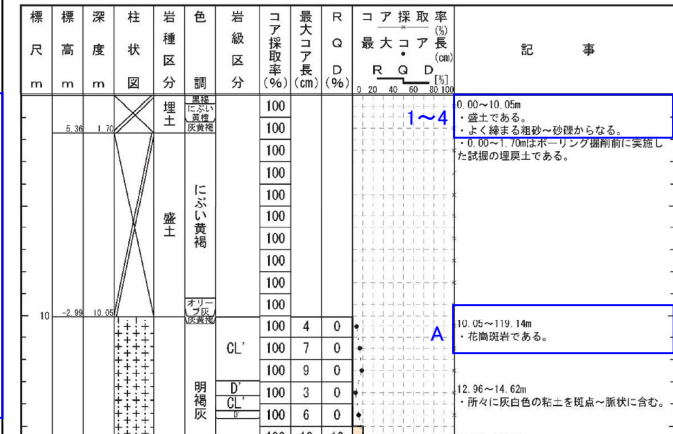 標尺m
標高m
深度m
柱状図
岩種区分
色調
岩級区分
コア採取率(%)
最大コア長(cm)
RQD(%)
コア採取率(%)
最大コア長(cm)
RQD[%]
0 20 40 60 80 100
記事
埋土
黒褐
にぶい黄橙
灰黄褐
5.36 1.70
盛土
にぶい黄褐
オリーブ灰
灰黄褐
10 -2.99 10.05
明褐灰
CL'
D'
CL'
D'
100
100
100
100
100
100
100
100
100
100
100 4 0
100 7 0
100 9 0
100 3 0
100 6 0
1~4
0.00~10.05m
・盛土である。
・よく締まる粗砂~砂礫からなる。
・0.00~1.70mはボーリング掘削前に実施し
た試掘の埋戻土である。
A
10.05~119.14m
・花崗斑岩である。
12.96~14.62m
・所々に灰白色の粘土を斑点~脈状に含む。